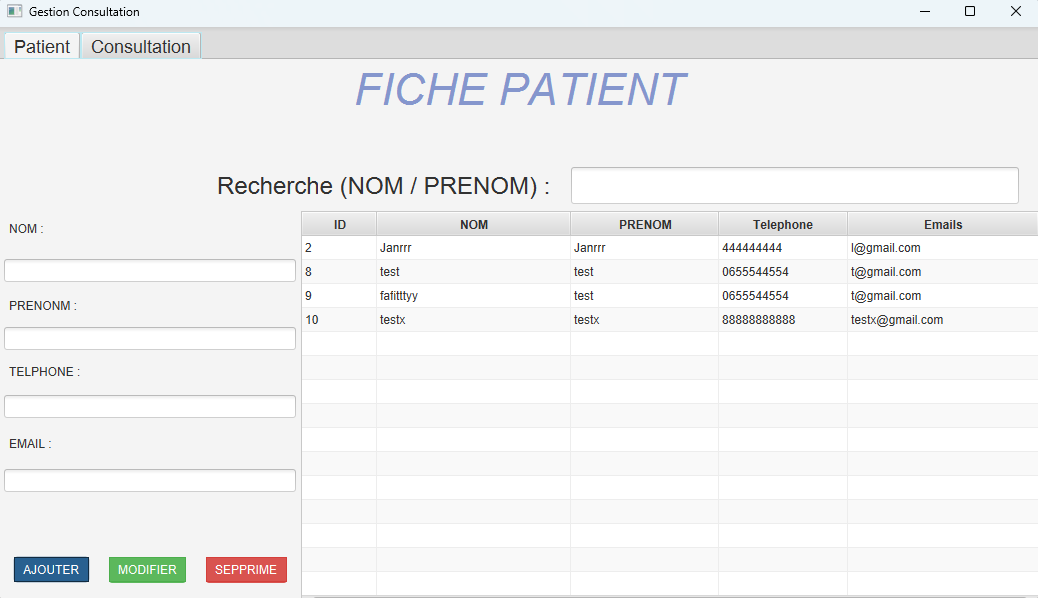 Gestion Consultation
Patient Consultation
FICHE PATIENT
Recherche (NOM / PRENOM) :
NOM :
PRENONM :
TELPHONE :
EMAIL :
AJOUTER MODIFIER SEPPRIME
ID NOM PRENOM Telephone Emails
2 Janrrr Janrrr 444444444 l@gmail.com
8 test test 0655544554 t@gmail.com
9 fafitttyy test 0655544554 t@gmail.com
10 testx testx 88888888888 testx@gmail.com